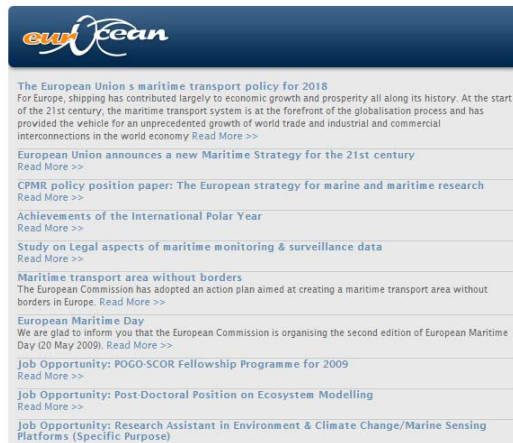 eurOcean
The European Union s maritime transport policy for 2018
For Europe, shipping has contributed largely to economic growth and prosperity all along its history. At the start
of the 21st century, the maritime transport system is at the forefront of the globalisation process and has
provided the vehicle for an unprecedented growth of world trade and industrial and commercial
interconnections in the world economy Read More >>
European Union announces a new Maritime Strategy for the 21st century
Read More >>
CPMR policy position paper: The European strategy for marine and maritime research
Read More >>
Achievements of the International Polar Year
Read More >>
Study on Legal aspects of maritime monitoring & surveillance data
Read More >>
Maritime transport area without borders
The European Commission has adopted an action plan aimed at creating a maritime transport area without
borders in Europe. Read More >>
European Maritime Day
We are glad to inform you that the European Commission is organising the second edition of European Maritime
Day (20 May 2009). Read More >>
Job Opportunity: POGO-SCOR Fellowship Programme for 2009
Read More >>
Job Opportunity: Post-Doctoral Position on Ecosystem Modelling
Read More >>
Job Opportunity: Research Assistant in Environment & Climate Change/Marine Sensing
Platforms (Specific Purpose)